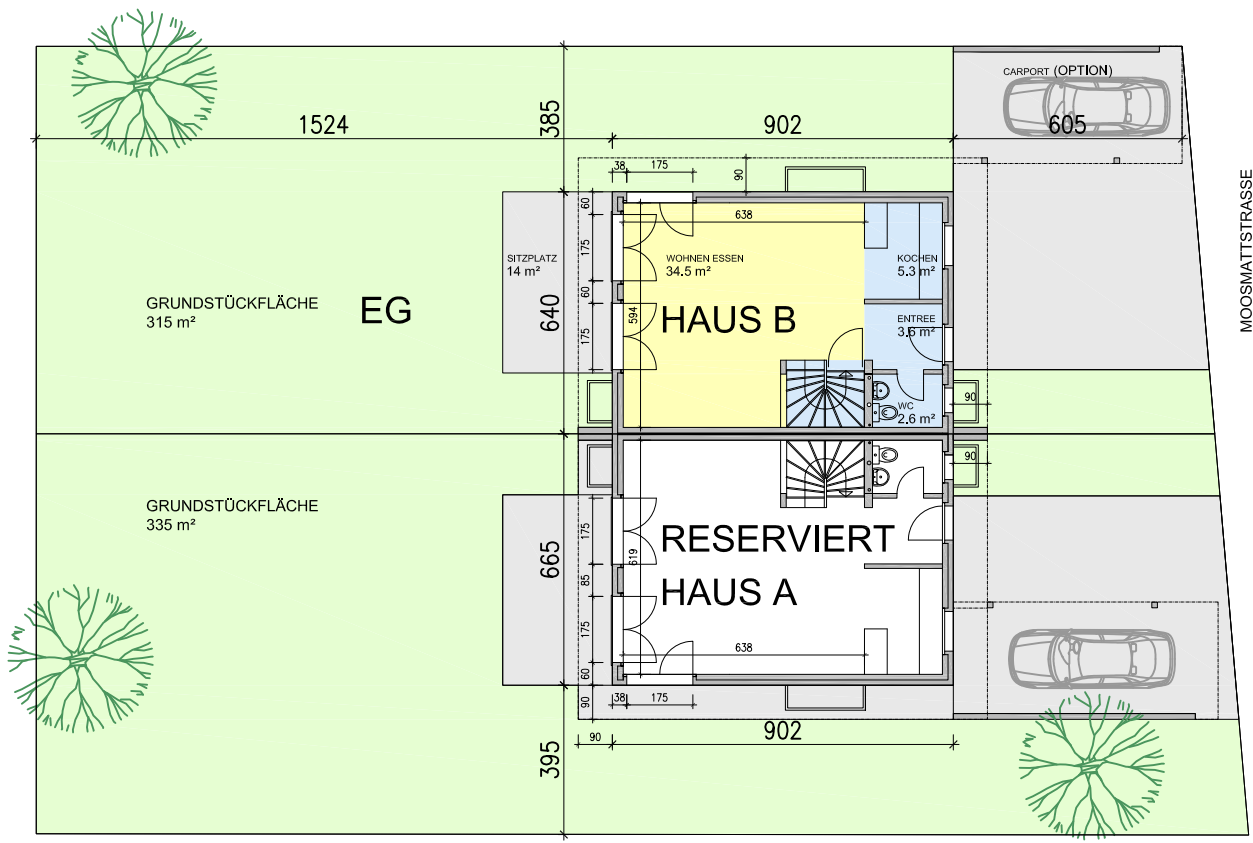 CARPORT (OPTION)
1524
385
902
605
MOOSMATTSTRASSE
38
175
90
60
638
SITZPLATZ
14 m²
175
WOHNEN ESSEN
34.5 m²
KOCHEN
5.3 m²
GRUNDSTÜCKFLÄCHE
315 m²
EG
640
60
594
HAUS B
ENTREE
3.6 m²
175
90
WC
2.6 m²
90
GRUNDSTÜCKFLÄCHE
335 m²
665
175
RESERVIERT
619
85
HAUS A
175
638
60
38
175
90
90
902
395